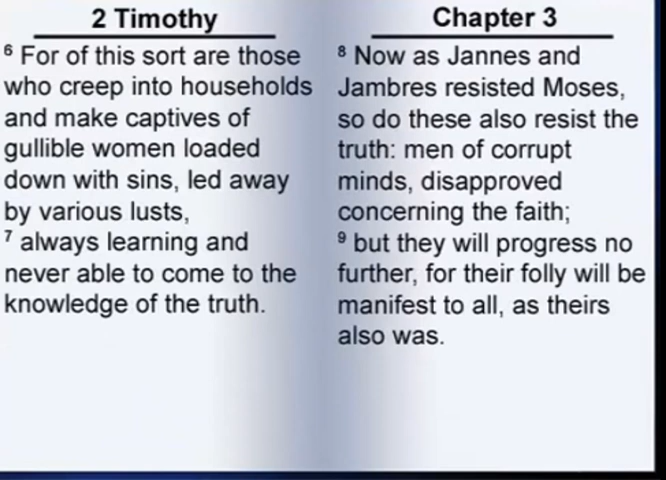 2 Timothy
⁶ For of this sort are those
who creep into households
and make captives of
gullible women loaded
down with sins, led away
by various lusts,
⁷ always learning and
never able to come to the
knowledge of the truth.
Chapter 3
⁸ Now as Jannes and
Jambres resisted Moses,
so do these also resist the
truth: men of corrupt
minds, disapproved
concerning the faith;
⁹ but they will progress no
further, for their folly will be
manifest to all, as theirs
also was.